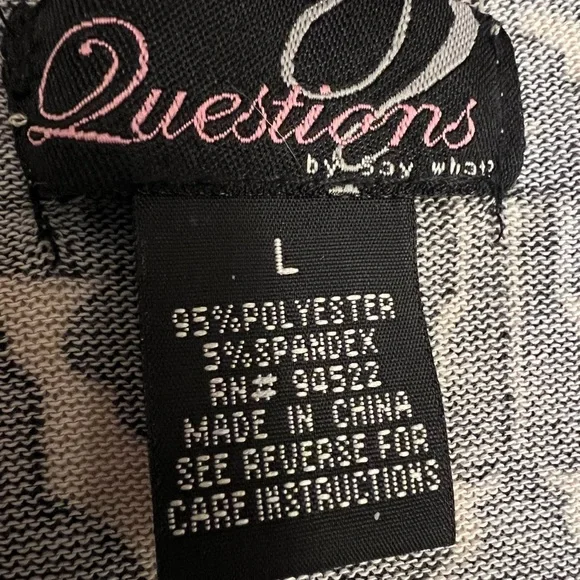 Questions
by say what?
L
95%POLYESTER
5%SPANDEX
RN# 94522
MADE IN CHINA
SEE REVERSE FOR
CARE INSTRUCTIONS